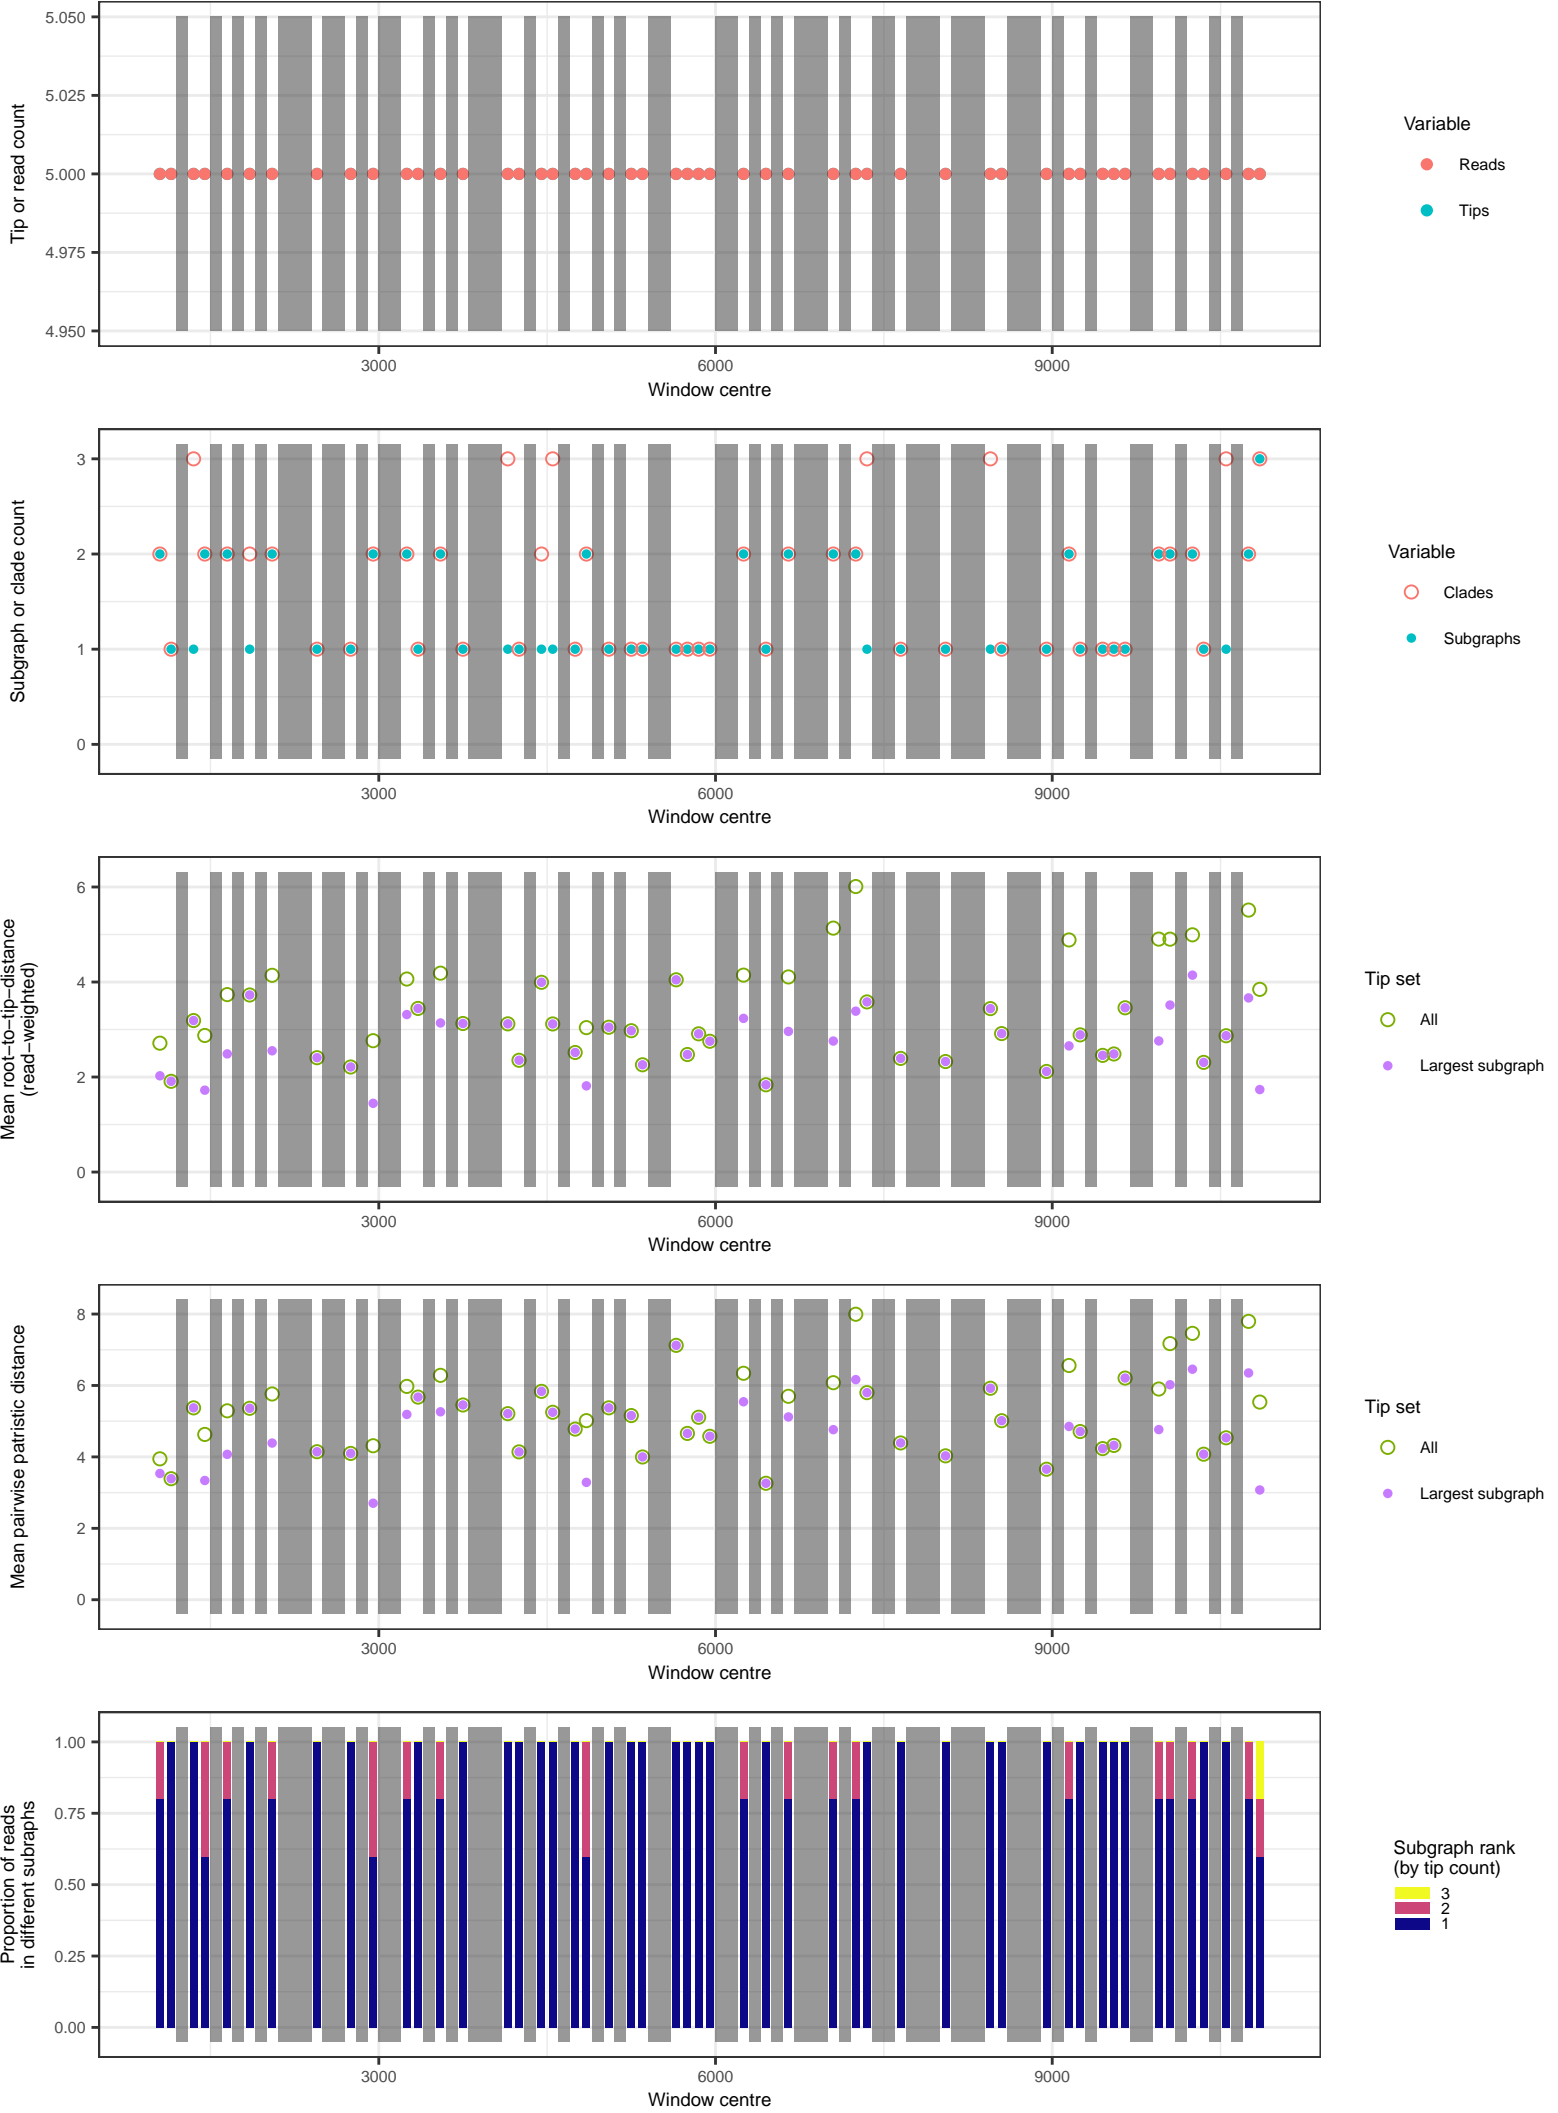 5.050
5.025
5.000
4.975
4.950
Tip or read count
3000
6000
9000
Window centre
Variable
Reads
Tips
3
2
1
0
Subgraph or clade count
3000
6000
9000
Window centre
Variable
Clades
Subgraphs
6
4
2
0
Mean root−to−tip−distance
(read−weighted)
3000
6000
9000
Window centre
Tip set
All
Largest subgraph
8
6
4
2
0
Mean pairwise patristic distance
3000
6000
9000
Window centre
Tip set
All
Largest subgraph
1.00
0.75
0.50
0.25
0.00
Proportion of reads
in different subraphs
3000
6000
9000
Window centre
Subgraph rank
(by tip count)
3
2
1